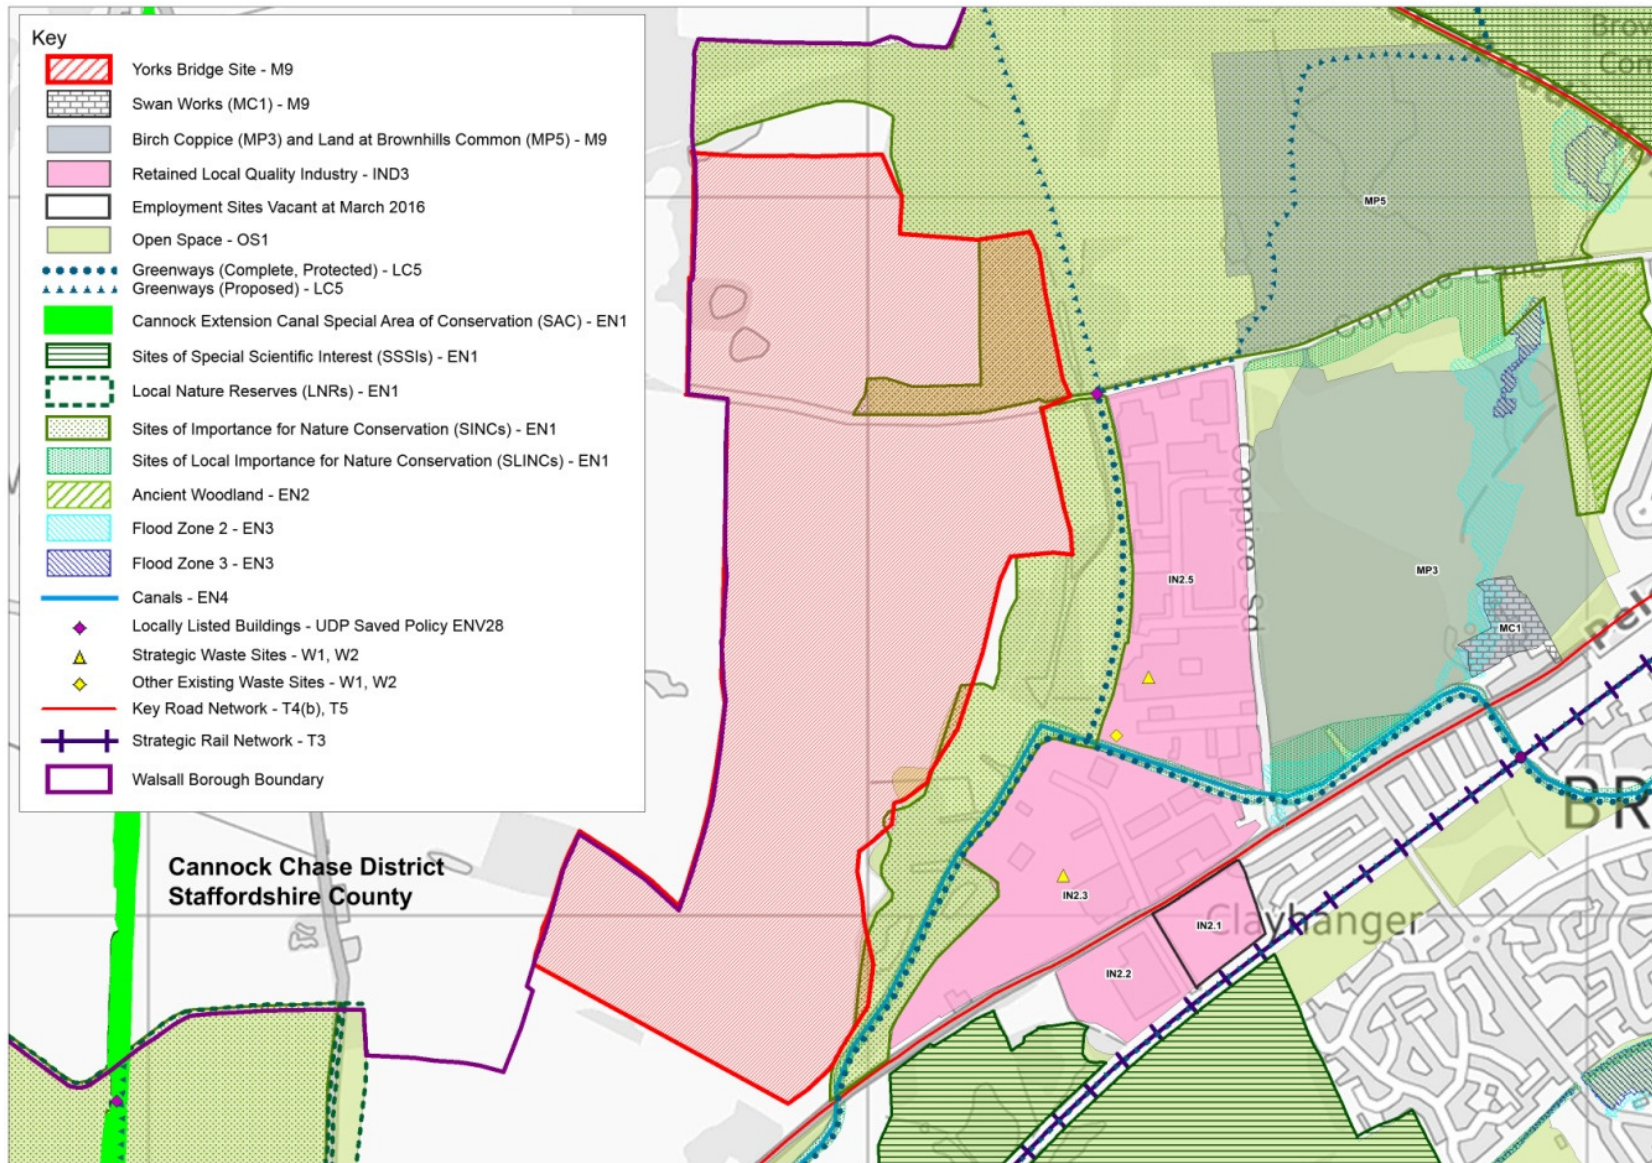 Key
Yorks Bridge Site - M9
Swan Works (MC1) - M9
Birch Coppice (MP3) and Land at Brownhills Common (MP5) - M9
Retained Local Quality Industry - IND3
Employment Sites Vacant at March 2016
Open Space - OS1
Greenways (Complete, Protected) - LC5
Greenways (Proposed) - LC5
Cannock Extension Canal Special Area of Conservation (SAC) - EN1
Sites of Special Scientific Interest (SSSIs) - EN1
Local Nature Reserves (LNRs) - EN1
Sites of Importance for Nature Conservation (SINCs) - EN1
Sites of Local Importance for Nature Conservation (SLINCs) - EN1
Ancient Woodland - EN2
Flood Zone 2 - EN3
Flood Zone 3 - EN3
Canals - EN4
Locally Listed Buildings - UDP Saved Policy ENV28
Strategic Waste Sites - W1, W2
Other Existing Waste Sites - W1, W2
Key Road Network - T4(b), T5
Strategic Rail Network - T3
Walsall Borough Boundary
Cannock Chase District
Staffordshire County
Brow
Com
MP5
Coppice Lane
Coppice Sd
IN2.5
MP3
MC1
Pel
BR
IN2.3
Clayhanger
IN2.1
IN2.2